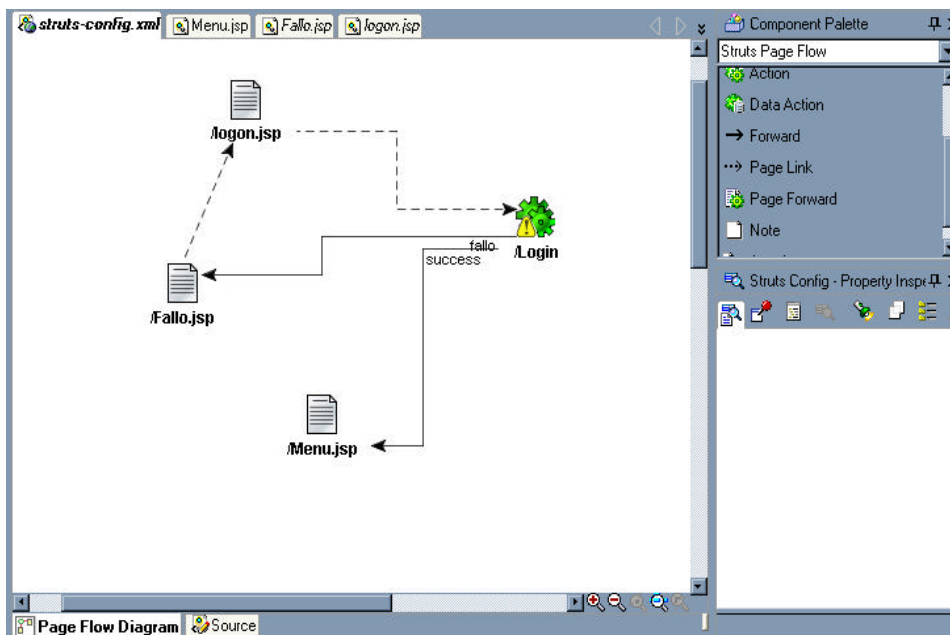 struts-config.xml Menu.jsp Fallo.jsp logon.jsp
Component Palette
Struts Page Flow
Action
Data Action
Forward
Page Link
Page Forward
Note
/logon.jsp
/Login
fallo
success
/Fallo.jsp
/Menu.jsp
Struts Config - Property Inspe
Page Flow Diagram Source